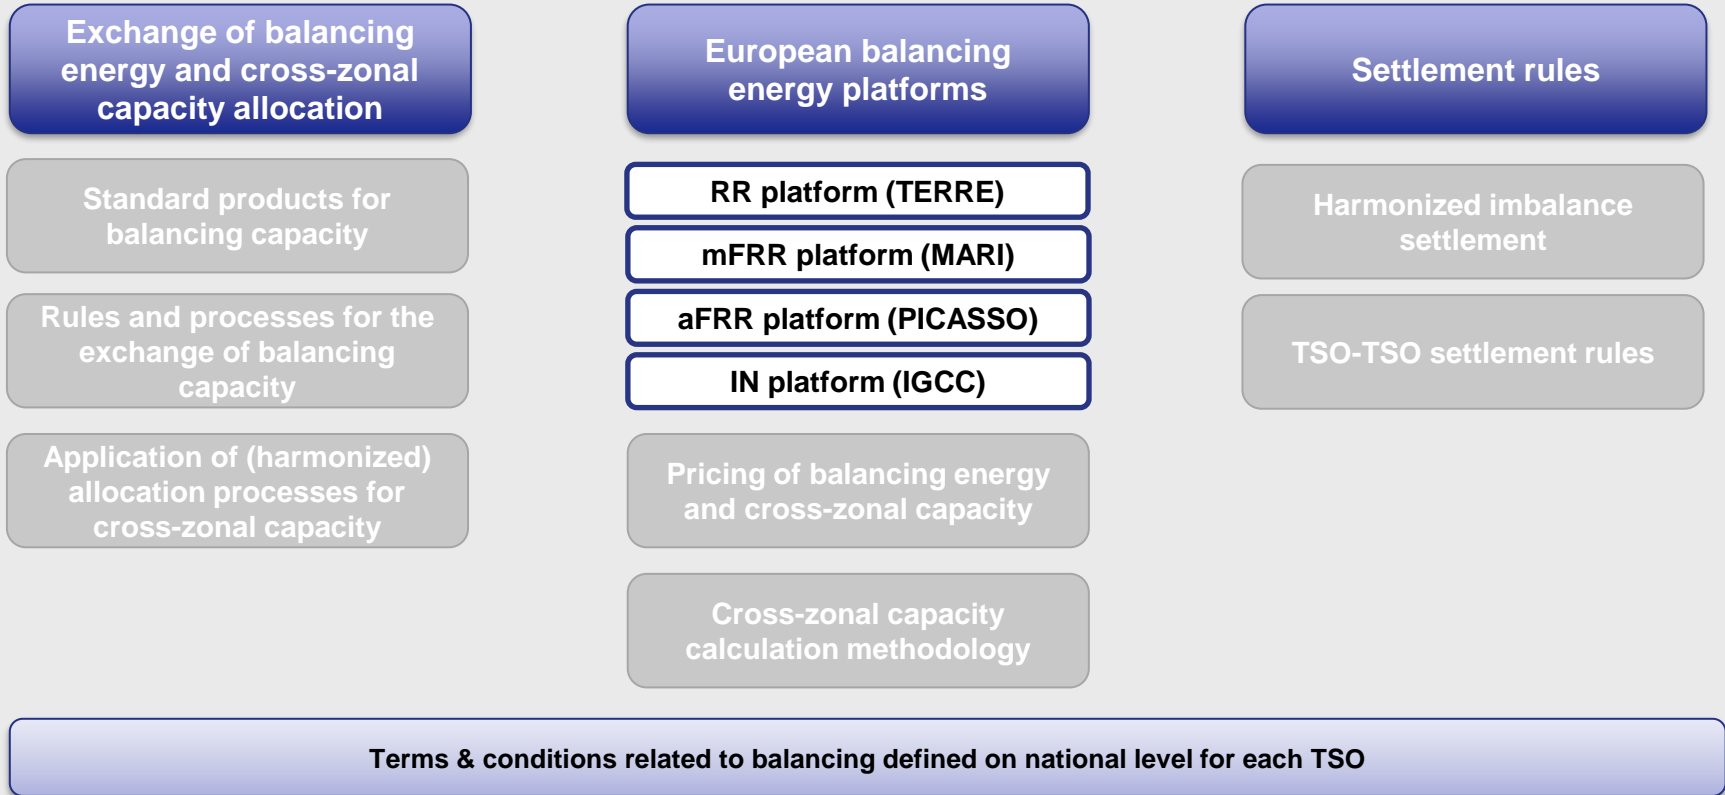 Exchange of balancing
energy and cross-zonal
capacity allocation
Standard products for
balancing capacity
Rules and processes for the
exchange of balancing
capacity
Application of (harmonized)
allocation processes for
cross-zonal capacity
European balancing
energy platforms
RR platform (TERRE)
mFRR platform (MARI)
aFRR platform (PICASSO)
IN platform (IGCC)
Pricing of balancing energy
and cross-zonal capacity
Cross-zonal capacity
calculation methodology
Settlement rules
Harmonized imbalance
settlement
TSO-TSO settlement rules
Terms & conditions related to balancing defined on national level for each TSO